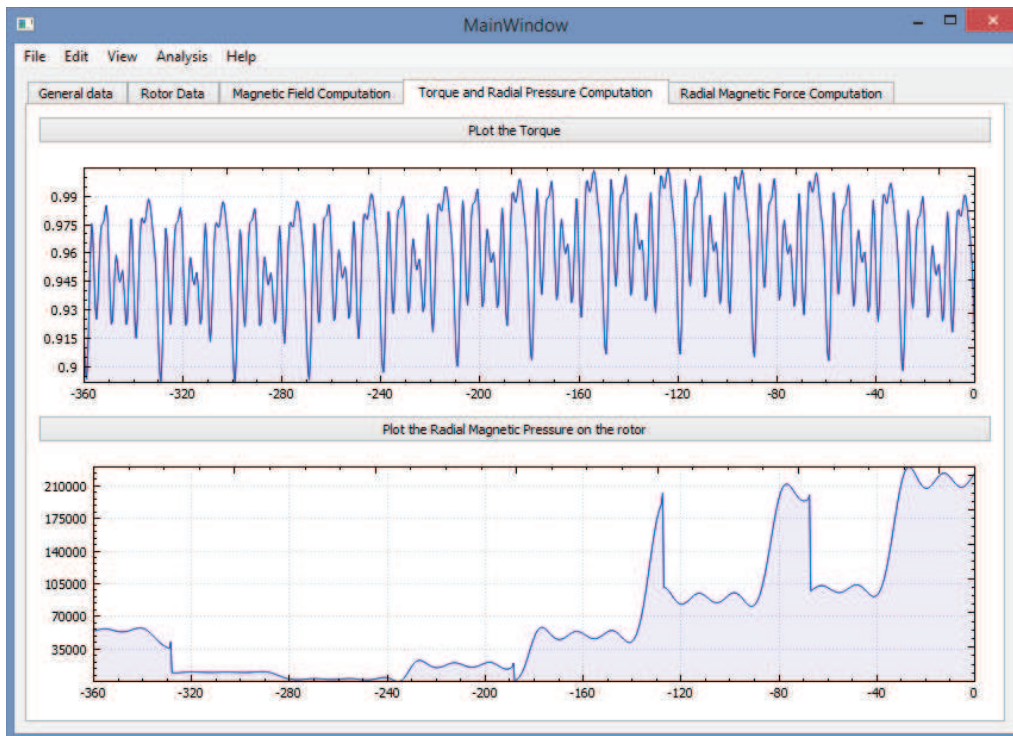 MainWindow
File Edit View Analysis Help
General data Rotor Data Magnetic Field Computation Torque and Radial Pressure Computation Radial Magnetic Force Computation
PLot the Torque
0.99
0.975
0.96
0.945
0.93
0.915
0.9
-360 -320 -280 -240 -200 -160 -120 -80 -40 0
Plot the Radial Magnetic Pressure on the rotor
210000
175000
140000
105000
70000
35000
-360 -320 -280 -240 -200 -160 -120 -80 -40 0